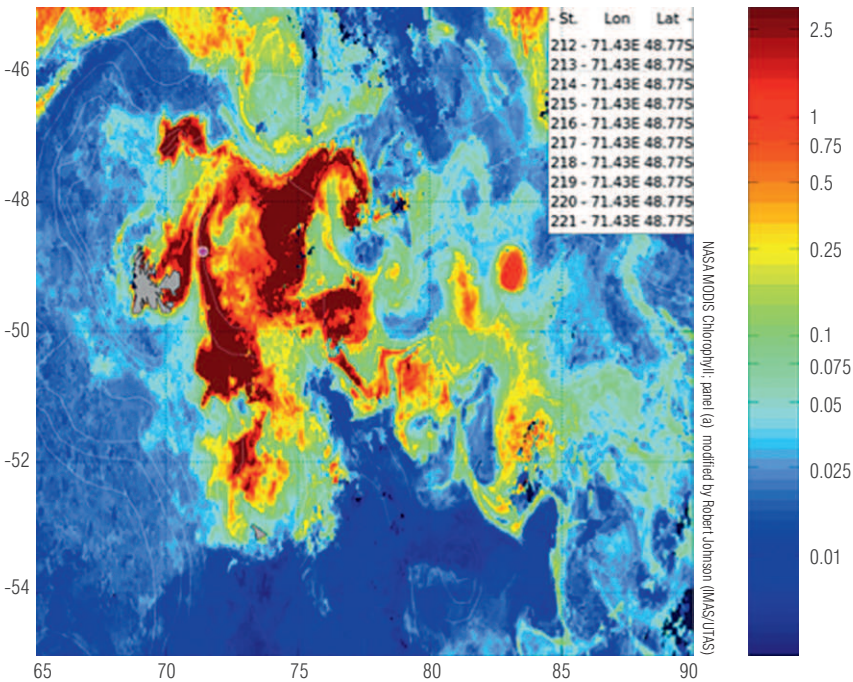 - St. Lon Lat -
212 - 71.43E 48.77S
213 - 71.43E 48.77S
214 - 71.43E 48.77S
215 - 71.43E 48.77S
216 - 71.43E 48.77S
217 - 71.43E 48.77S
218 - 71.43E 48.77S
219 - 71.43E 48.77S
220 - 71.43E 48.77S
221 - 71.43E 48.77S
-46
-48
-50
-52
-54
65 70 75 80 85 90
NASA MODIS Chlorophyll; panel (a) modified by Robert Johnson (IMAS/UTAS)
2.5
1
0.75
0.5
0.25
0.1
0.075
0.05
0.025
0.01